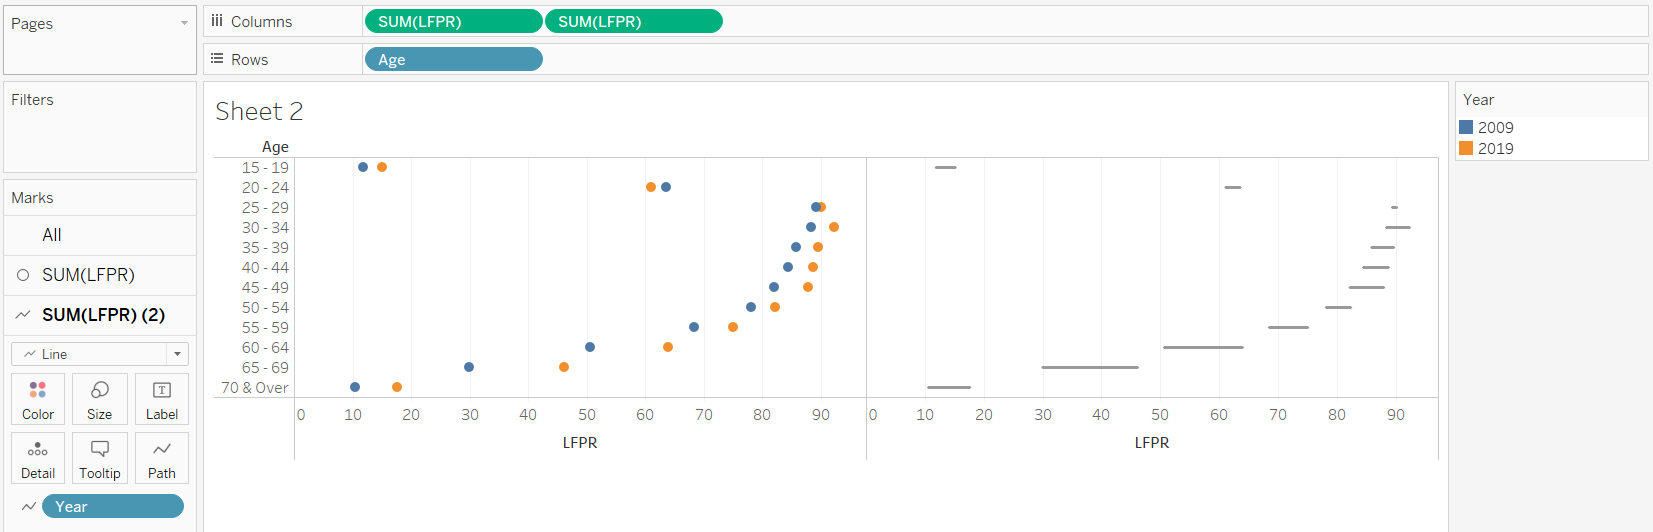 Pages
Columns SUM(LFPR) SUM(LFPR)
Rows Age
Filters
Marks
All
SUM(LFPR)
SUM(LFPR) (2)
Line
Color Size Label
Detail Tooltip Path
Year
Sheet 2
Age
15 - 19
20 - 24
25 - 29
30 - 34
35 - 39
40 - 44
45 - 49
50 - 54
55 - 59
60 - 64
65 - 69
70 & Over
0 10 20 30 40 50 60 70 80 90 0 10 20 30 40 50 60 70 80 90
LFPR LFPR
Year
2009
2019